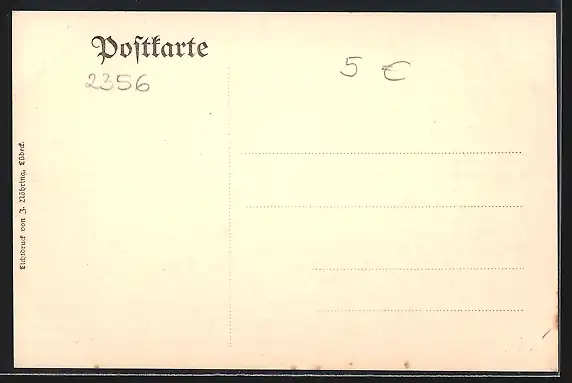 Postkarte
2356
5 €
Lichtdruck von J. Nöhring, Lübeck.